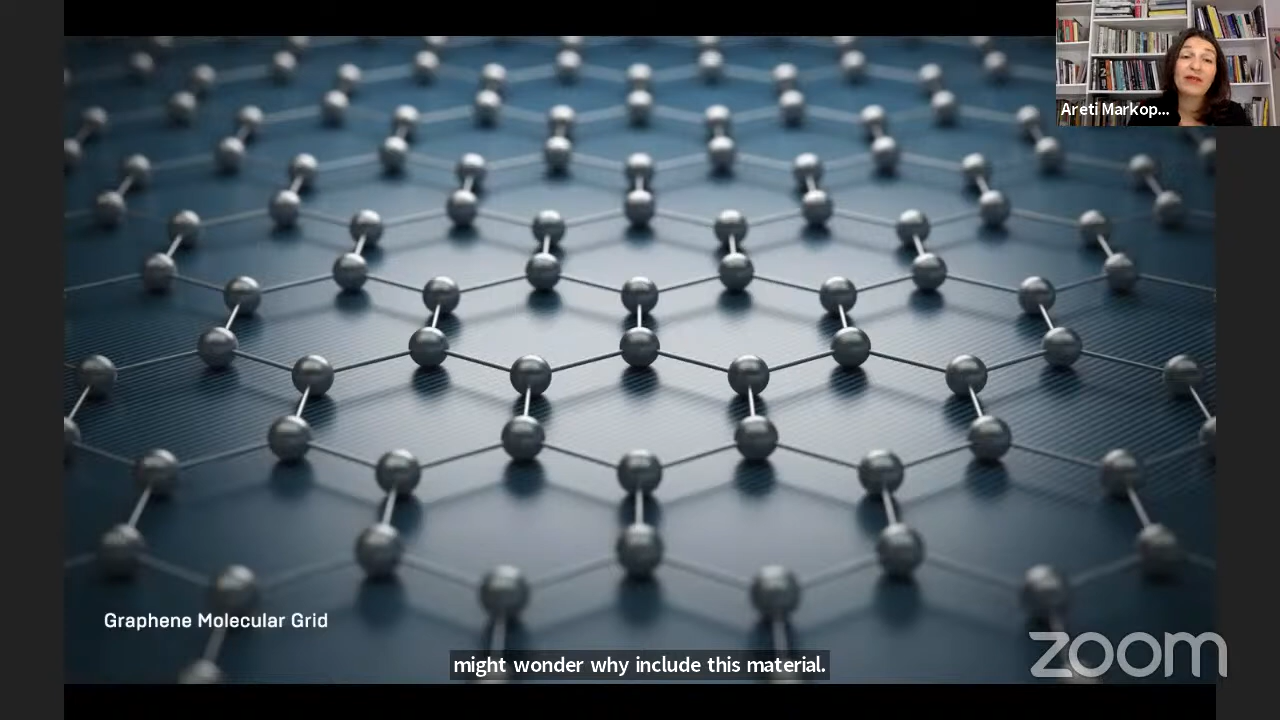 Areti Markop...
Graphene Molecular Grid
might wonder why include this material.
zoom